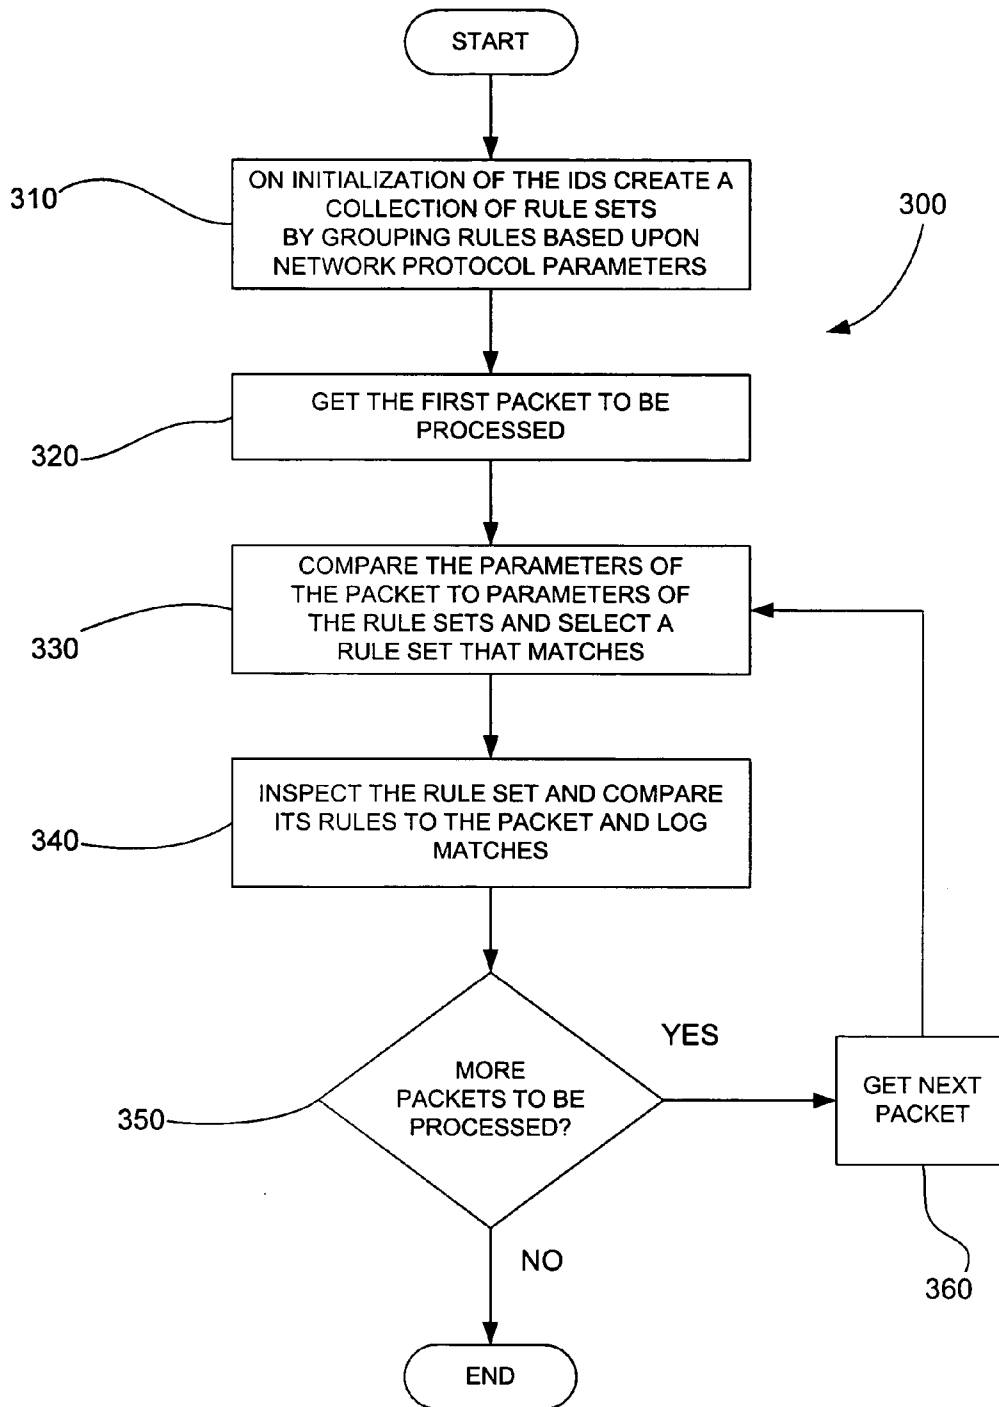 START
310
ON INITIALIZATION OF THE IDS CREATE A
COLLECTION OF RULE SETS
BY GROUPING RULES BASED UPON
NETWORK PROTOCOL PARAMETERS
300
320
GET THE FIRST PACKET TO BE
PROCESSED
330
COMPARE THE PARAMETERS OF
THE PACKET TO PARAMETERS OF
THE RULE SETS AND SELECT A
RULE SET THAT MATCHES
340
INSPECT THE RULE SET AND COMPARE
ITS RULES TO THE PACKET AND LOG
MATCHES
350
MORE
PACKETS TO BE
PROCESSED?
YES
GET NEXT
PACKET
360
NO
END